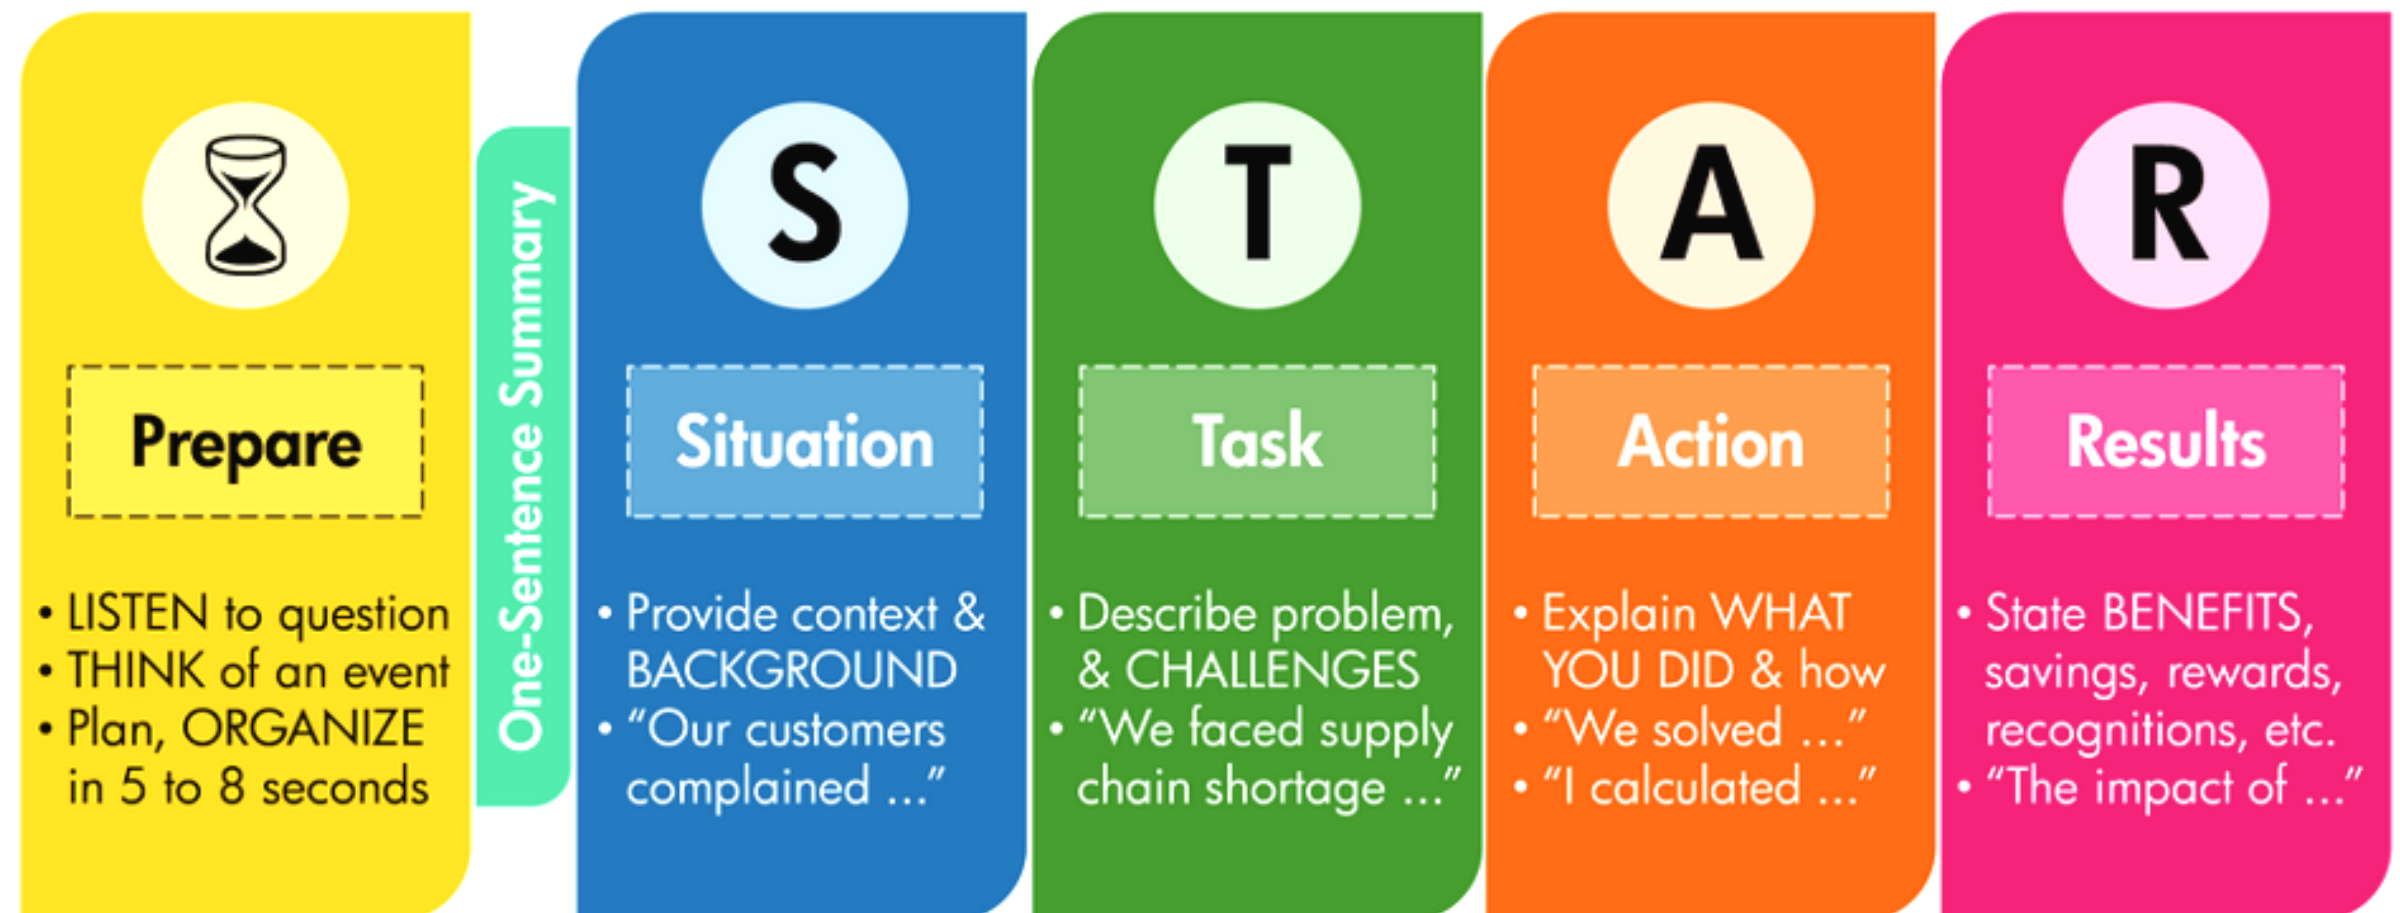 Prepare
• LISTEN to question
• THINK of an event
• Plan, ORGANIZE
in 5 to 8 seconds
One-Sentence Summary
S
Situation
• Provide context &
BACKGROUND
• “Our customers
complained ...”
T
Task
• Describe problem,
& CHALLENGES
• “We faced supply
chain shortage ...”
A
Action
• Explain WHAT
YOU DID & how
• “We solved ...”
• “I calculated ...”
R
Results
• State BENEFITS,
savings, rewards,
recognitions, etc.
• “The impact of ...”